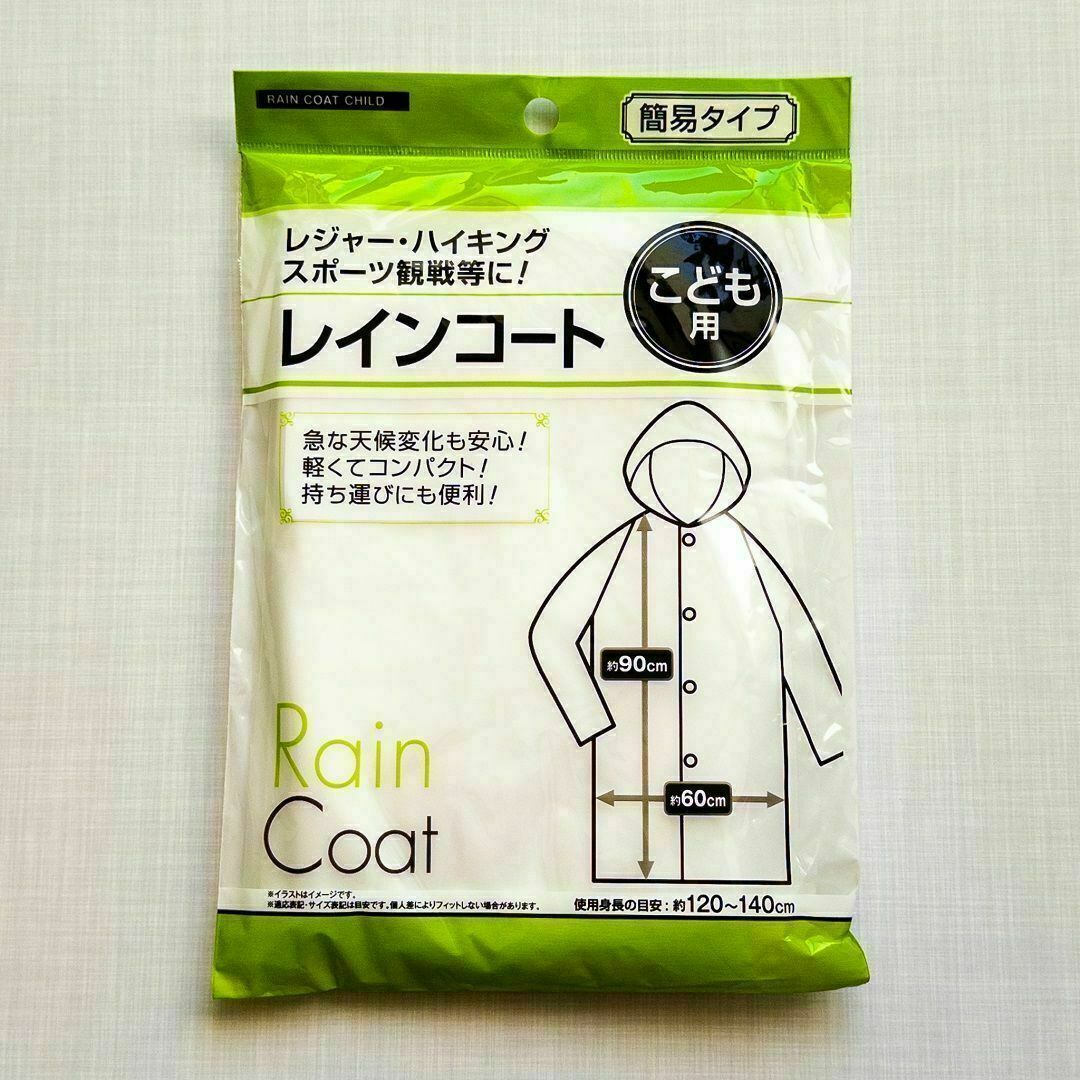 RAIN COAT CHILD
簡易タイプ
レジャー・ハイキング
スポーツ観戦等に!
こども
用
レインコート
急な天候変化も安心!
軽くてコンパクト!
持ち運びにも便利!
約90cm
約60cm
Rain
Coat
※イラストはイメージです。
※適応表記・サイズ表記は目安です。個人差によりフィットしない場合があります。
使用身長の目安:約120~140cm